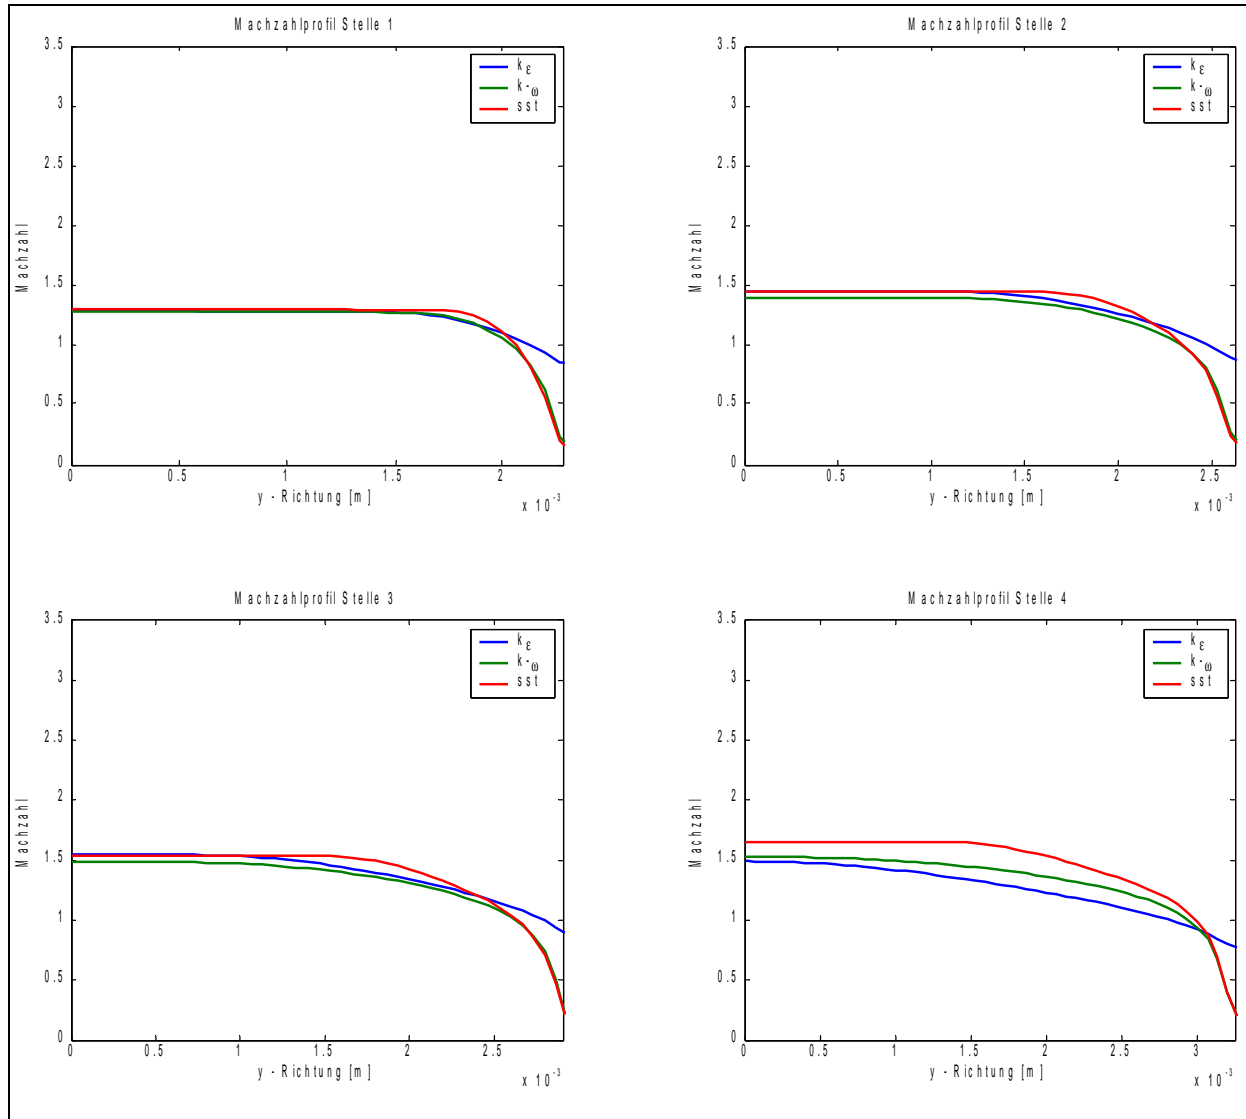 Machzahlprofil Stelle 1
3.5
3
2.5
2
1.5
1
0.5
0
Machzahl
k ε
k-ω
sst
0 0.5 1 1.5 2
y - Richtung [m]
x 10⁻³
Machzahlprofil Stelle 2
3.5
3
2.5
2
1.5
1
0.5
0
Machzahl
k ε
k-ω
sst
0 0.5 1 1.5 2 2.5
y - Richtung [m]
x 10⁻³
Machzahlprofil Stelle 3
3.5
3
2.5
2
1.5
1
0.5
0
Machzahl
k ε
k-ω
sst
0 0.5 1 1.5 2 2.5
y - Richtung [m]
x 10⁻³
Machzahlprofil Stelle 4
3.5
3
2.5
2
1.5
1
0.5
0
Machzahl
k ε
k-ω
sst
0 0.5 1 1.5 2 2.5 3
y - Richtung [m]
x 10⁻³